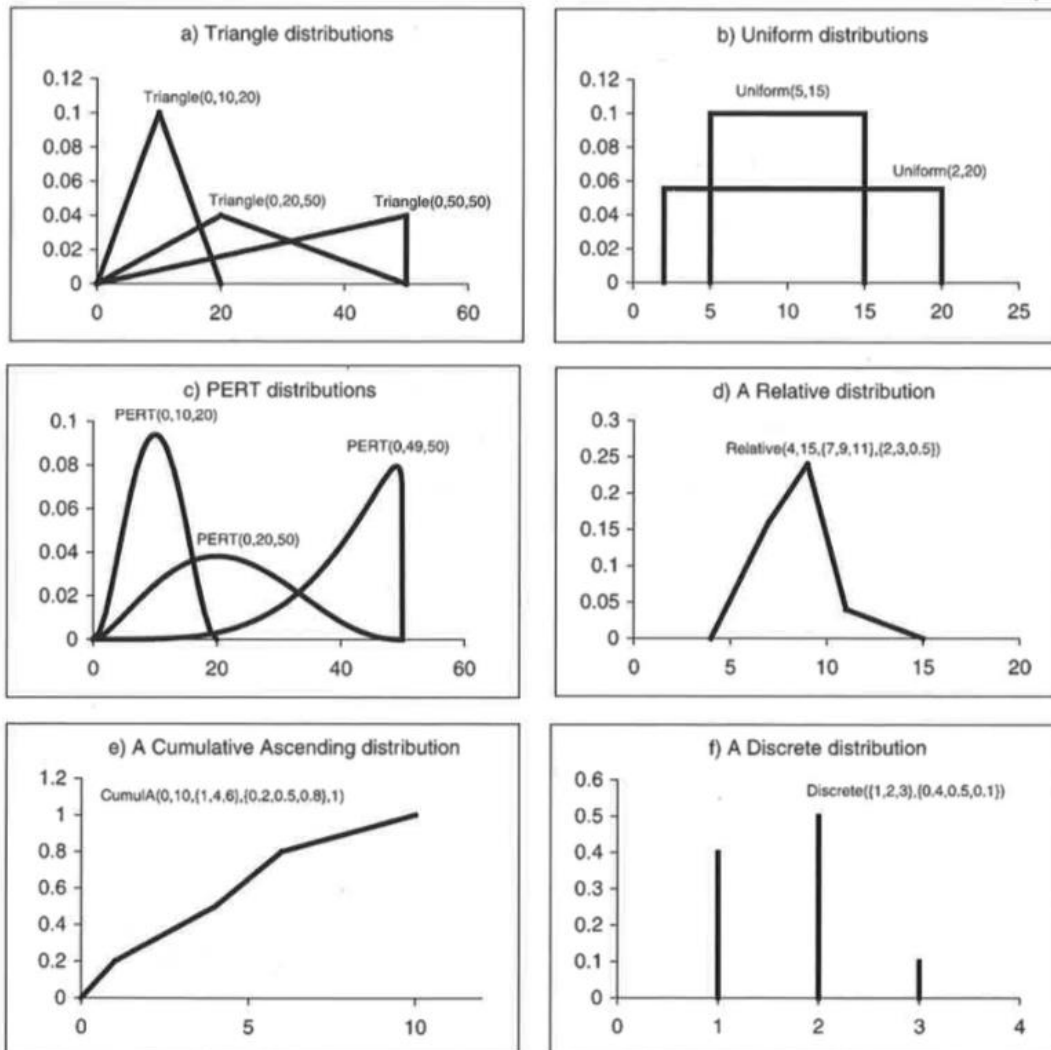 a) Triangle distributions
0.12
0.1
0.08
0.06
0.04
0.02
0
Triangle(0,10,20)
Triangle(0,20,50)
Triangle(0,50,50)
0 20 40 60
b) Uniform distributions
0.12
0.1
0.08
0.06
0.04
0.02
0
Uniform(5,15)
Uniform(2,20)
0 5 10 15 20 25
c) PERT distributions
0.1
0.08
0.06
0.04
0.02
0
PERT(0,10,20)
PERT(0,49,50)
PERT(0,20,50)
0 20 40 60
d) A Relative distribution
0.3
0.25
0.2
0.15
0.1
0.05
0
Relative(4,15,{7,9,11},{2,3,0.5})
0 5 10 15 20
e) A Cumulative Ascending distribution
1.2
1
0.8
0.6
0.4
0.2
0
CumulA(0,10,{1,4,6},{0.2,0.5,0.8},1)
0 5 10
f) A Discrete distribution
0.6
0.5
0.4
0.3
0.2
0.1
0
Discrete({1,2,3},{0.4,0.5,0.1})
0 1 2 3 4